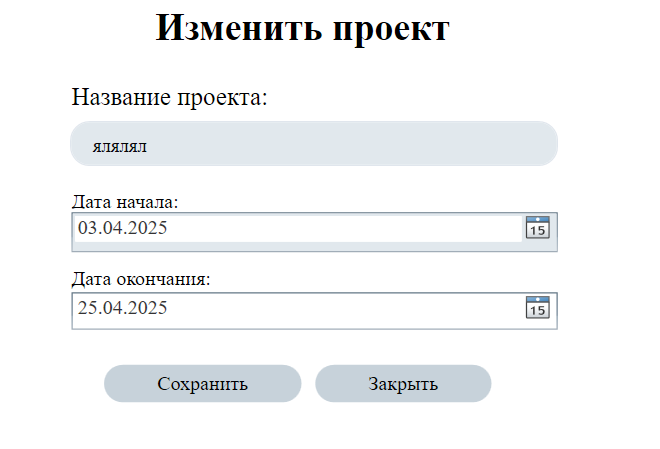 Изменить проект
Название проекта:
ялялял
Дата начала:
03.04.2025
15
Дата окончания:
25.04.2025
15
Сохранить
Закрыть